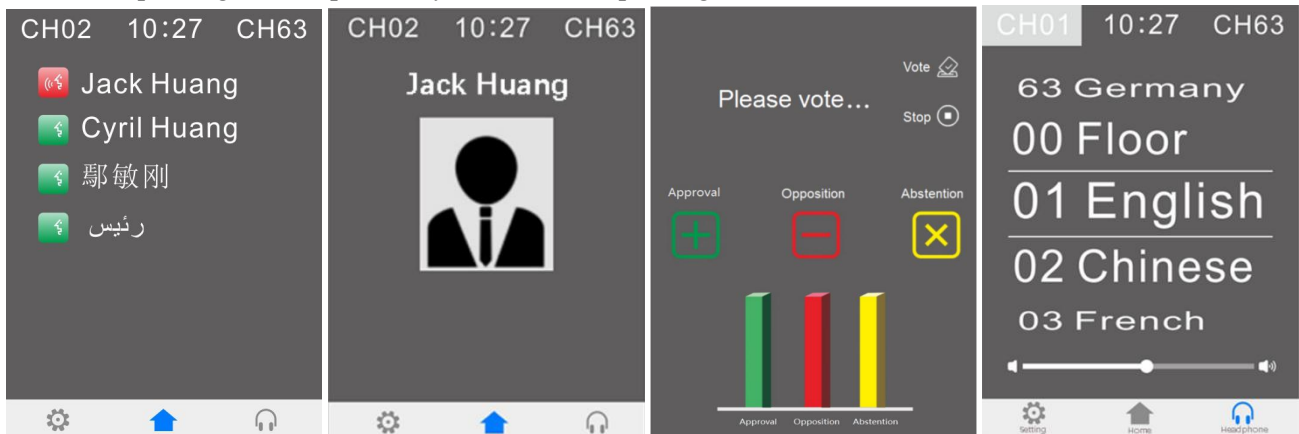 CH02 10:27 CH63
Jack Huang
Cyril Huang
鄢敏刚
رئيس
CH02 10:27 CH63
Jack Huang
Vote
Please vote...
Stop
Approval Opposition Abstention
Approval Opposition Abstention
CH01 10:27 CH63
63 Germany
00 Floor
01 English
02 Chinese
03 French
Setting Home Headphone